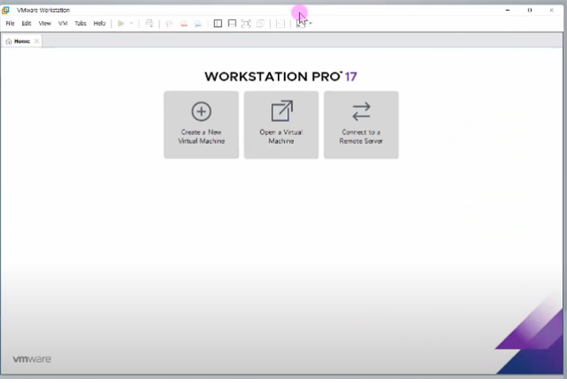 VMware Workstation
File Edit View VM Tabs Help
Home
WORKSTATION PRO™ 17
Create a New
Virtual Machine
Open a Virtual
Machine
Connect to a
Remote Server
vmware